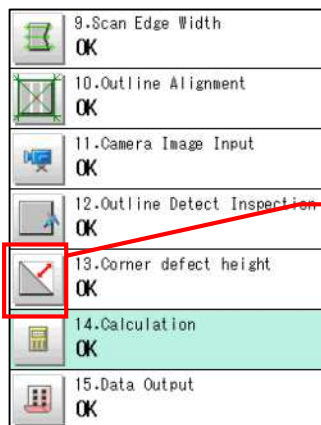 9.Scan Edge Width
OK
10.Outline Alignment
OK
11.Camera Image Input
OK
12.Outline Detect Inspection
OK
13.Corner defect height
OK
14.Calculation
OK
15.Data Output
OK